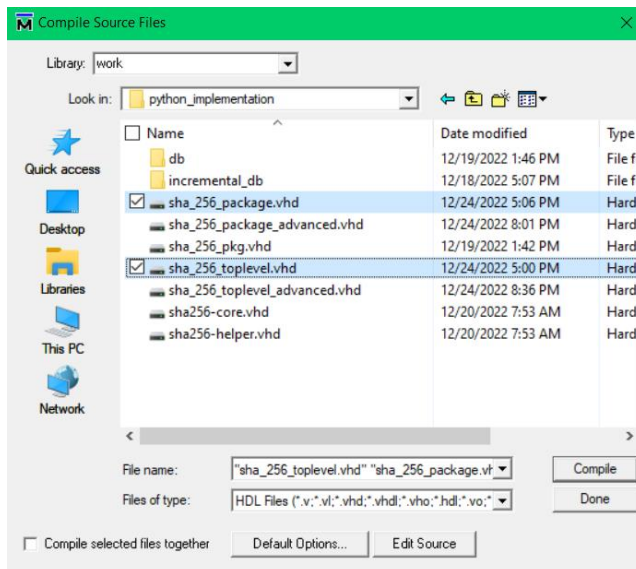 Compile Source Files
Library: work
Look in: python_implementation
Name Date modified Type
db 12/19/2022 1:46 PM File f
incremental_db 12/18/2022 5:07 PM File f
sha_256_package.vhd 12/24/2022 5:06 PM Hard
sha_256_package_advanced.vhd 12/24/2022 8:01 PM Hard
sha_256_pkg.vhd 12/19/2022 1:42 PM Hard
sha_256_toplevel.vhd 12/24/2022 5:00 PM Hard
sha_256_toplevel_advanced.vhd 12/24/2022 8:36 PM Hard
sha256-core.vhd 12/20/2022 7:53 AM Hard
sha256-helper.vhd 12/20/2022 7:53 AM Hard
Quick access
Desktop
Libraries
This PC
Network
File name: "sha_256_toplevel.vhd" "sha_256_package.vh Compile
Files of type: HDL Files (*.v;*.vl;*.vhd;*.vhdl;*.vho;*.hdl;*.vo;* Done
Compile selected files together Default Options... Edit Source